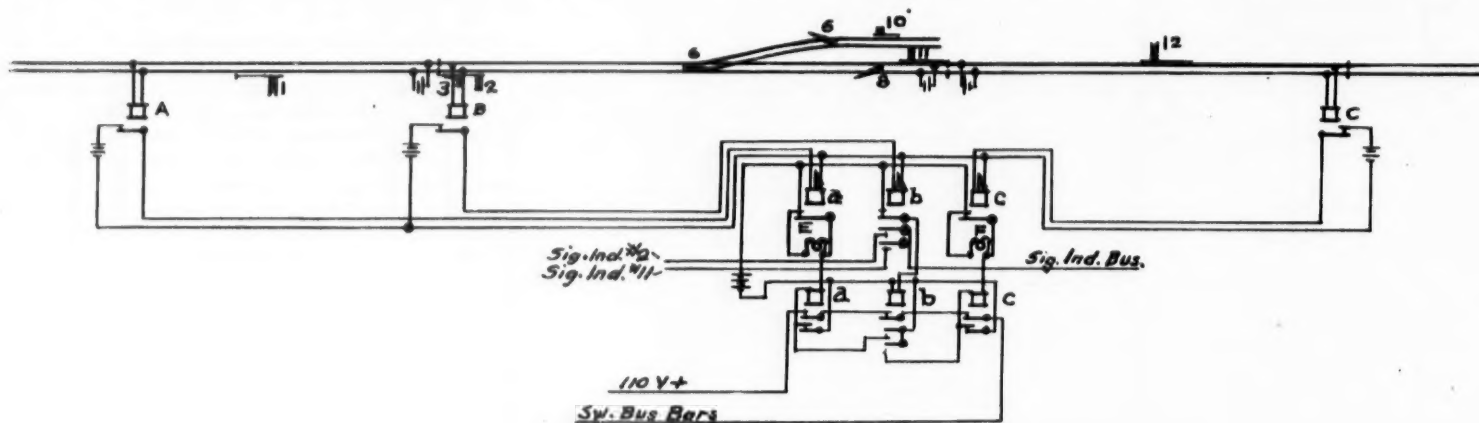 6
6
10
11
12
1
3
2
8
A
B
C
a
b
c
E
E
Sig. Ind. #2
Sig. Ind. #11
Sig. Ind. Bus.
a
b
c
110 V+
Sw. Bus Bars